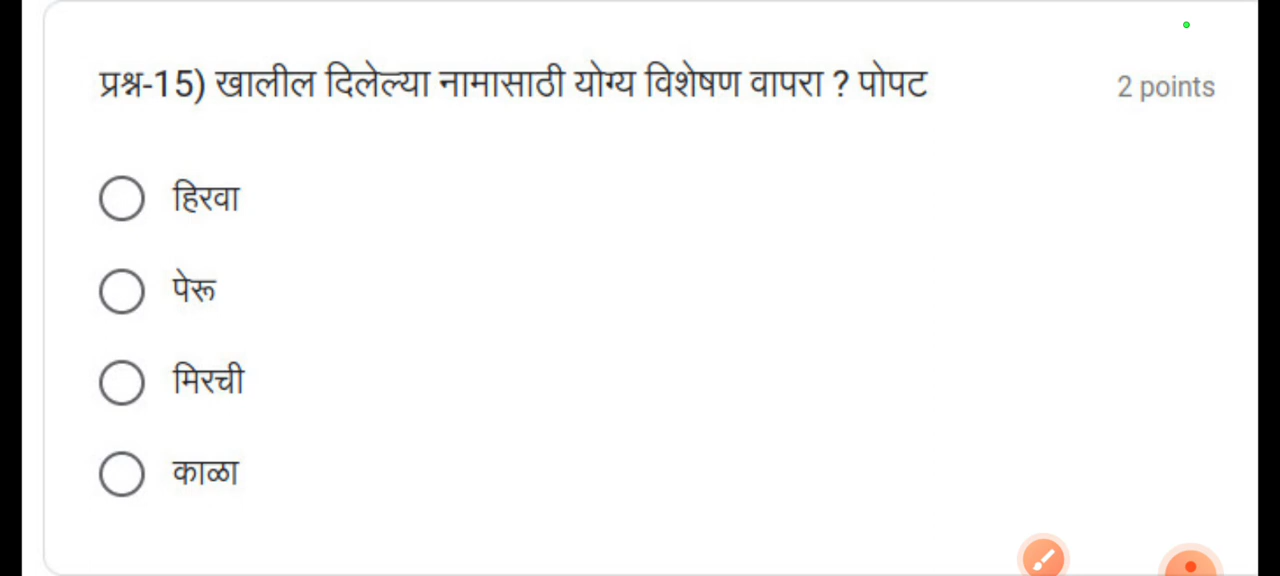 प्रश्न-15) खालील दिलेल्या नामासाठी योग्य विशेषण वापरा ? पोपट
2 points
हिरवा
पेरू
मिरची
काळा